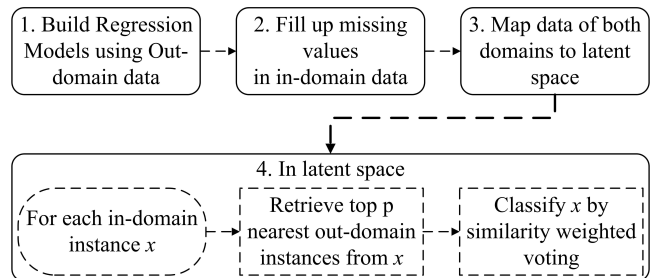 1. Build Regression
Models using Out-
domain data
2. Fill up missing
values
in in-domain data
3. Map data of both
domains to latent
space
4. In latent space
For each in-domain
instance x
Retrieve top p
nearest out-domain
instances from x
Classify x by
similarity weighted
voting